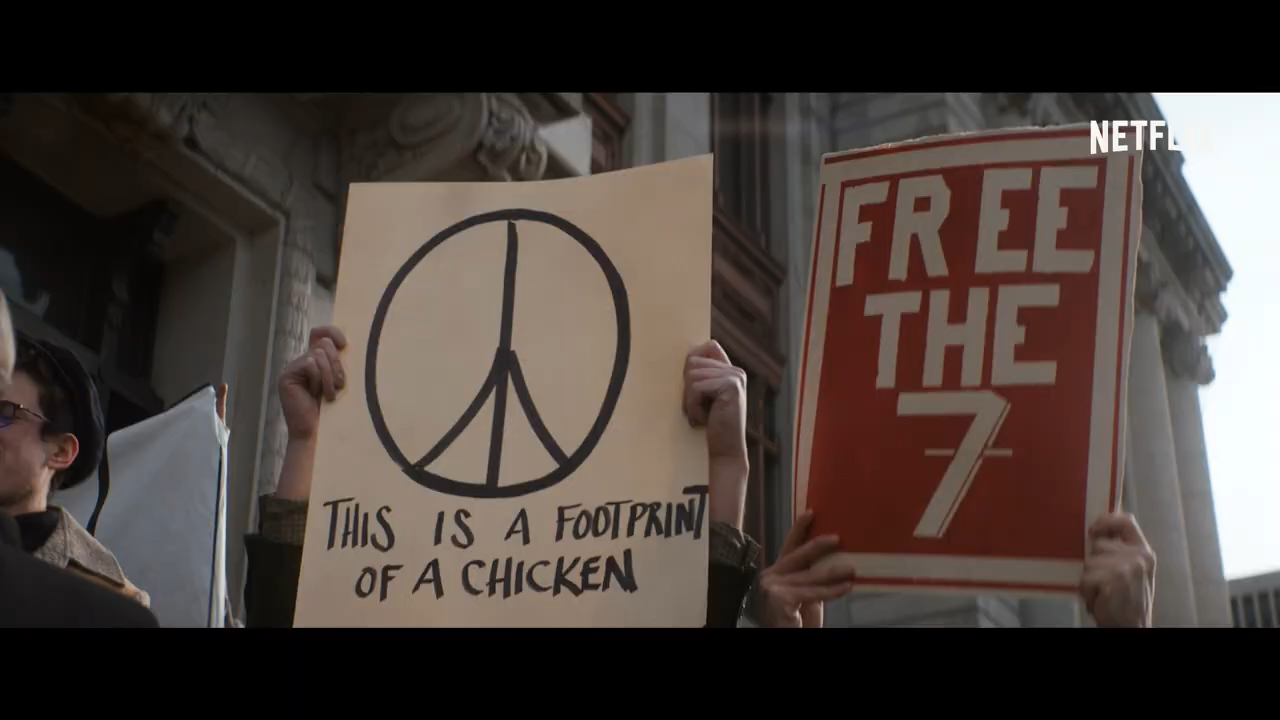 NETFLIX
FREE
THE
7
THIS IS A FOOTPRINT
OF A CHICKEN